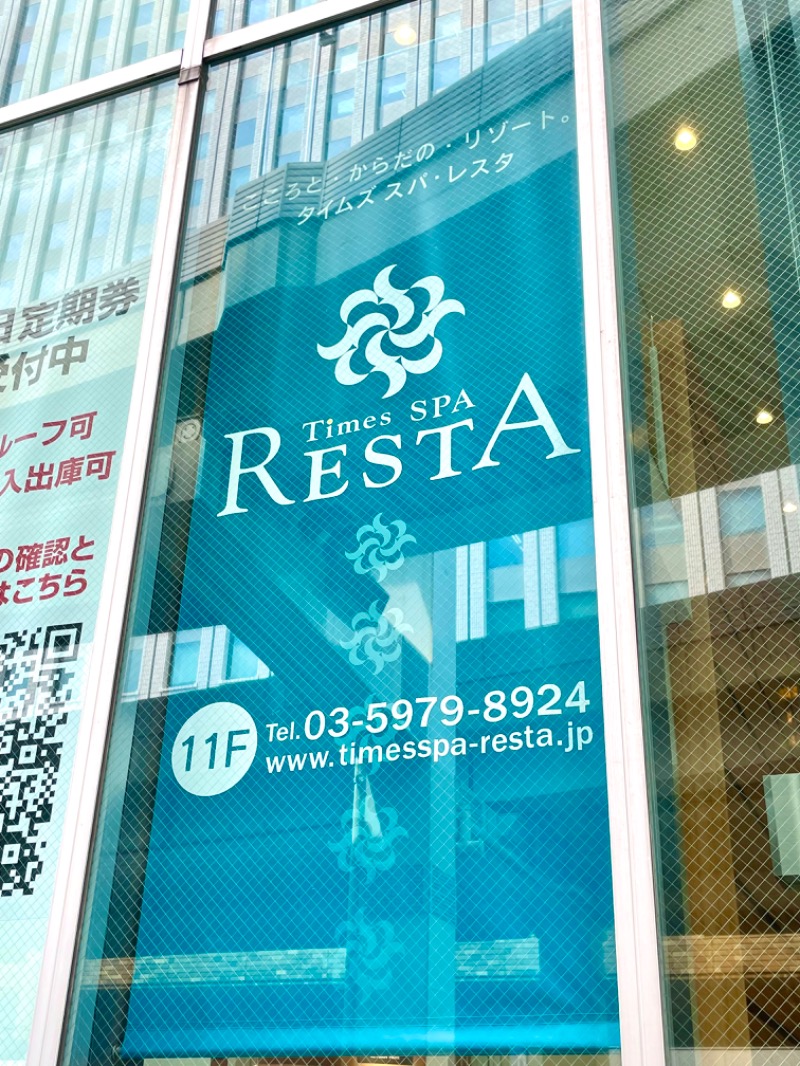 こころと・からだの・リゾート。
タイムズ スパ・レスタ
Times SPA
RESTA
11F
Tel. 03-5979-8924
www.timesspa-resta.jp
定期券
受付中
ルーフ可
入出庫可
の確認と
はこちら